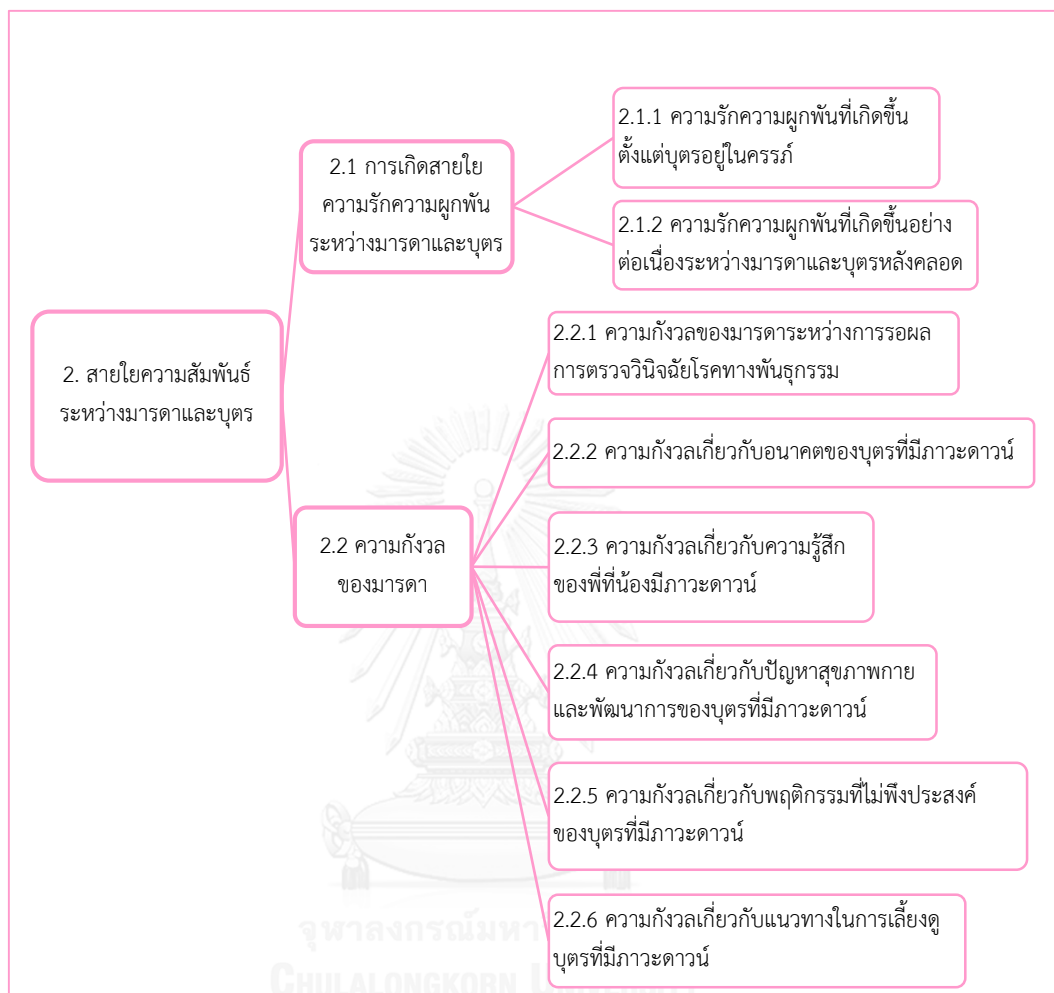 2. สายใยความสัมพันธ์
ระหว่างมารดาและบุตร
2.1 การเกิดสายใย
ความรักความผูกพัน
ระหว่างมารดาและบุตร
2.1.1 ความรักความผูกพันที่เกิดขึ้น
ตั้งแต่บุตรอยู่ในครรภ์
2.1.2 ความรักความผูกพันที่เกิดขึ้นอย่าง
ต่อเนื่องระหว่างมารดาและบุตรหลังคลอด
2.2 ความกังวล
ของมารดา
2.2.1 ความกังวลของมารดาระหว่างการรอผล
การตรวจวินิจฉัยโรคทางพันธุกรรม
2.2.2 ความกังวลเกี่ยวกับอนาคตของบุตรที่มีภาวะดาวน์
2.2.3 ความกังวลเกี่ยวกับความรู้สึก
ของพี่ที่น้องมีภาวะดาวน์
2.2.4 ความกังวลเกี่ยวกับปัญหาสุขภาพกาย
และพัฒนาการของบุตรที่มีภาวะดาวน์
2.2.5 ความกังวลเกี่ยวกับพฤติกรรมที่ไม่พึงประสงค์
ของบุตรที่มีภาวะดาวน์
2.2.6 ความกังวลเกี่ยวกับแนวทางในการเลี้ยงดู
บุตรที่มีภาวะดาวน์
จุฬาลงกรณ์มหา
CHULALONGKORN